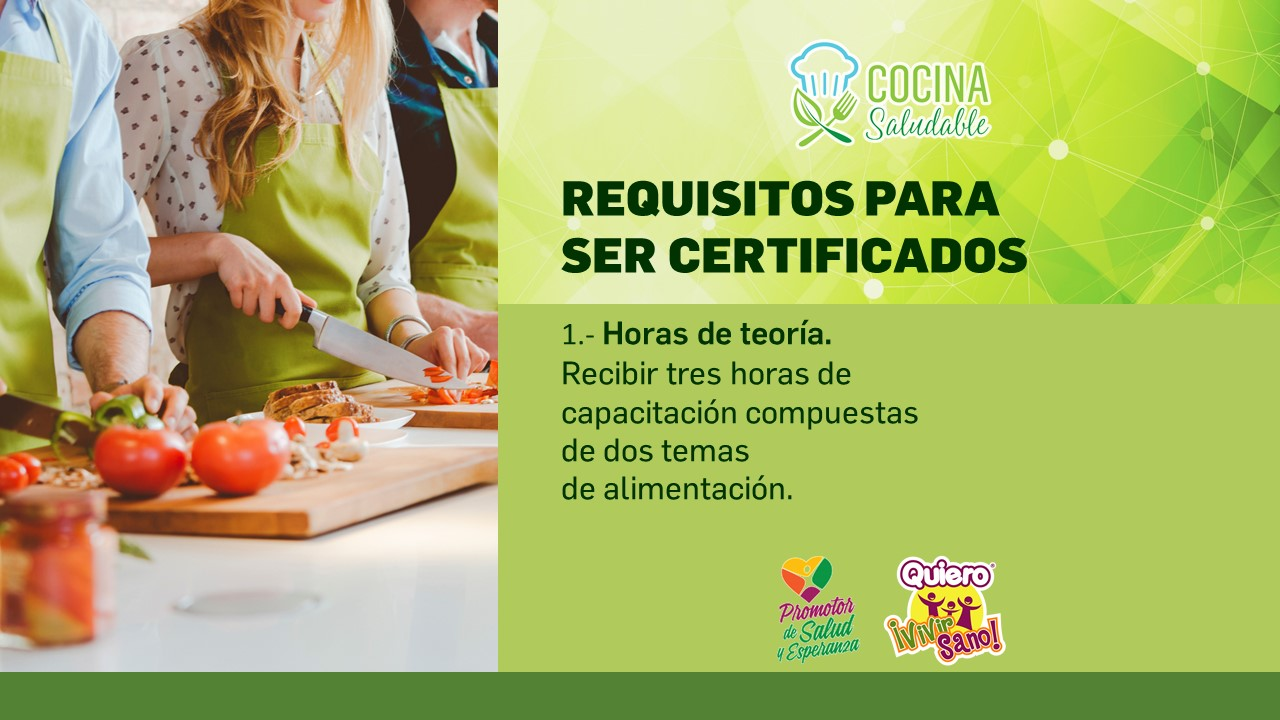 COCINA
Saludable
REQUISITOS PARA
SER CERTIFICADOS
1.- Horas de teoría.
Recibir tres horas de
capacitación compuestas
de dos temas
de alimentación.
Promotor
de Salud
y Esperanza
Quiero
¡Vivir
Sano!